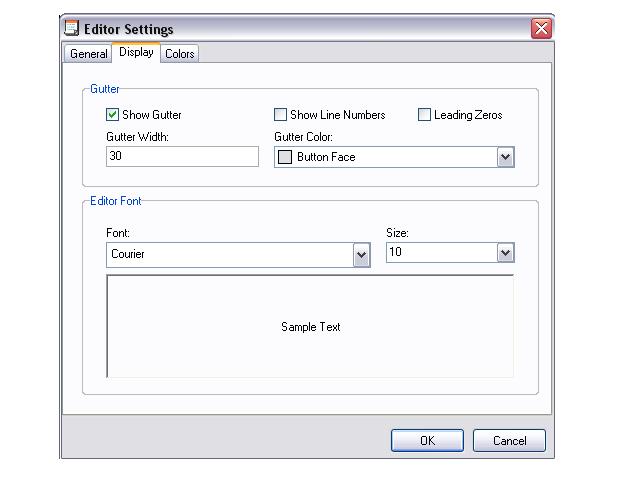 Editor Settings
General Display Colors
Gutter
Show Gutter Show Line Numbers Leading Zeros
Gutter Width: Gutter Color:
30 Button Face
Editor Font
Font: Size:
Courier 10
Sample Text
OK Cancel